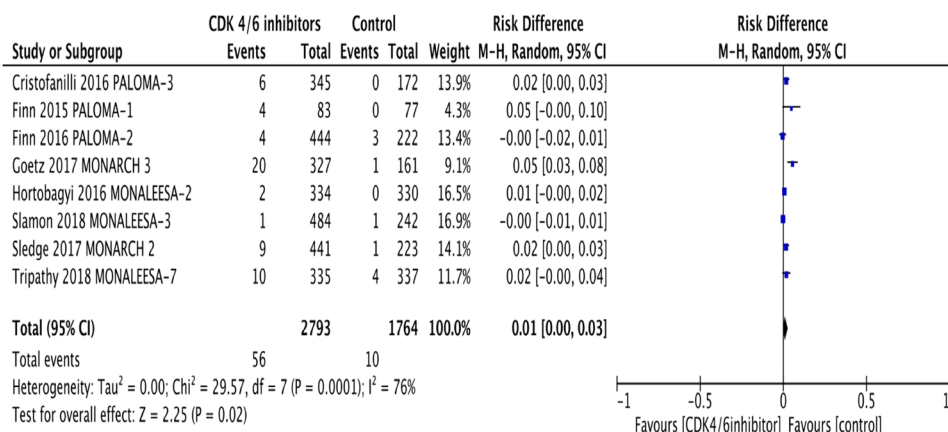 CDK 4/6 inhibitors Control Risk Difference Risk Difference
Study or Subgroup Events Total Events Total Weight M-H, Random, 95% CI M-H, Random, 95% CI
Cristofanilli 2016 PALOMA-3 6 345 0 172 13.9% 0.02 [0.00, 0.03]
Finn 2015 PALOMA-1 4 83 0 77 4.3% 0.05 [-0.00, 0.10]
Finn 2016 PALOMA-2 4 444 3 222 13.4% -0.00 [-0.02, 0.01]
Goetz 2017 MONARCH 3 20 327 1 161 9.1% 0.05 [0.03, 0.08]
Hortobagyi 2016 MONALEESA-2 2 334 0 330 16.5% 0.01 [-0.00, 0.02]
Slamon 2018 MONALEESA-3 1 484 1 242 16.9% -0.00 [-0.01, 0.01]
Sledge 2017 MONARCH 2 9 441 1 223 14.1% 0.02 [0.00, 0.03]
Tripathy 2018 MONALEESA-7 10 335 4 337 11.7% 0.02 [-0.00, 0.04]
Total (95% CI) 2793 1764 100.0% 0.01 [0.00, 0.03]
Total events 56 10
Heterogeneity: Tau² = 0.00; Chi² = 29.57, df = 7 (P = 0.0001); I² = 76%
Test for overall effect: Z = 2.25 (P = 0.02)
-1 -0.5 0 0.5 1
Favours [CDK4/6inhibitor] Favours [control]